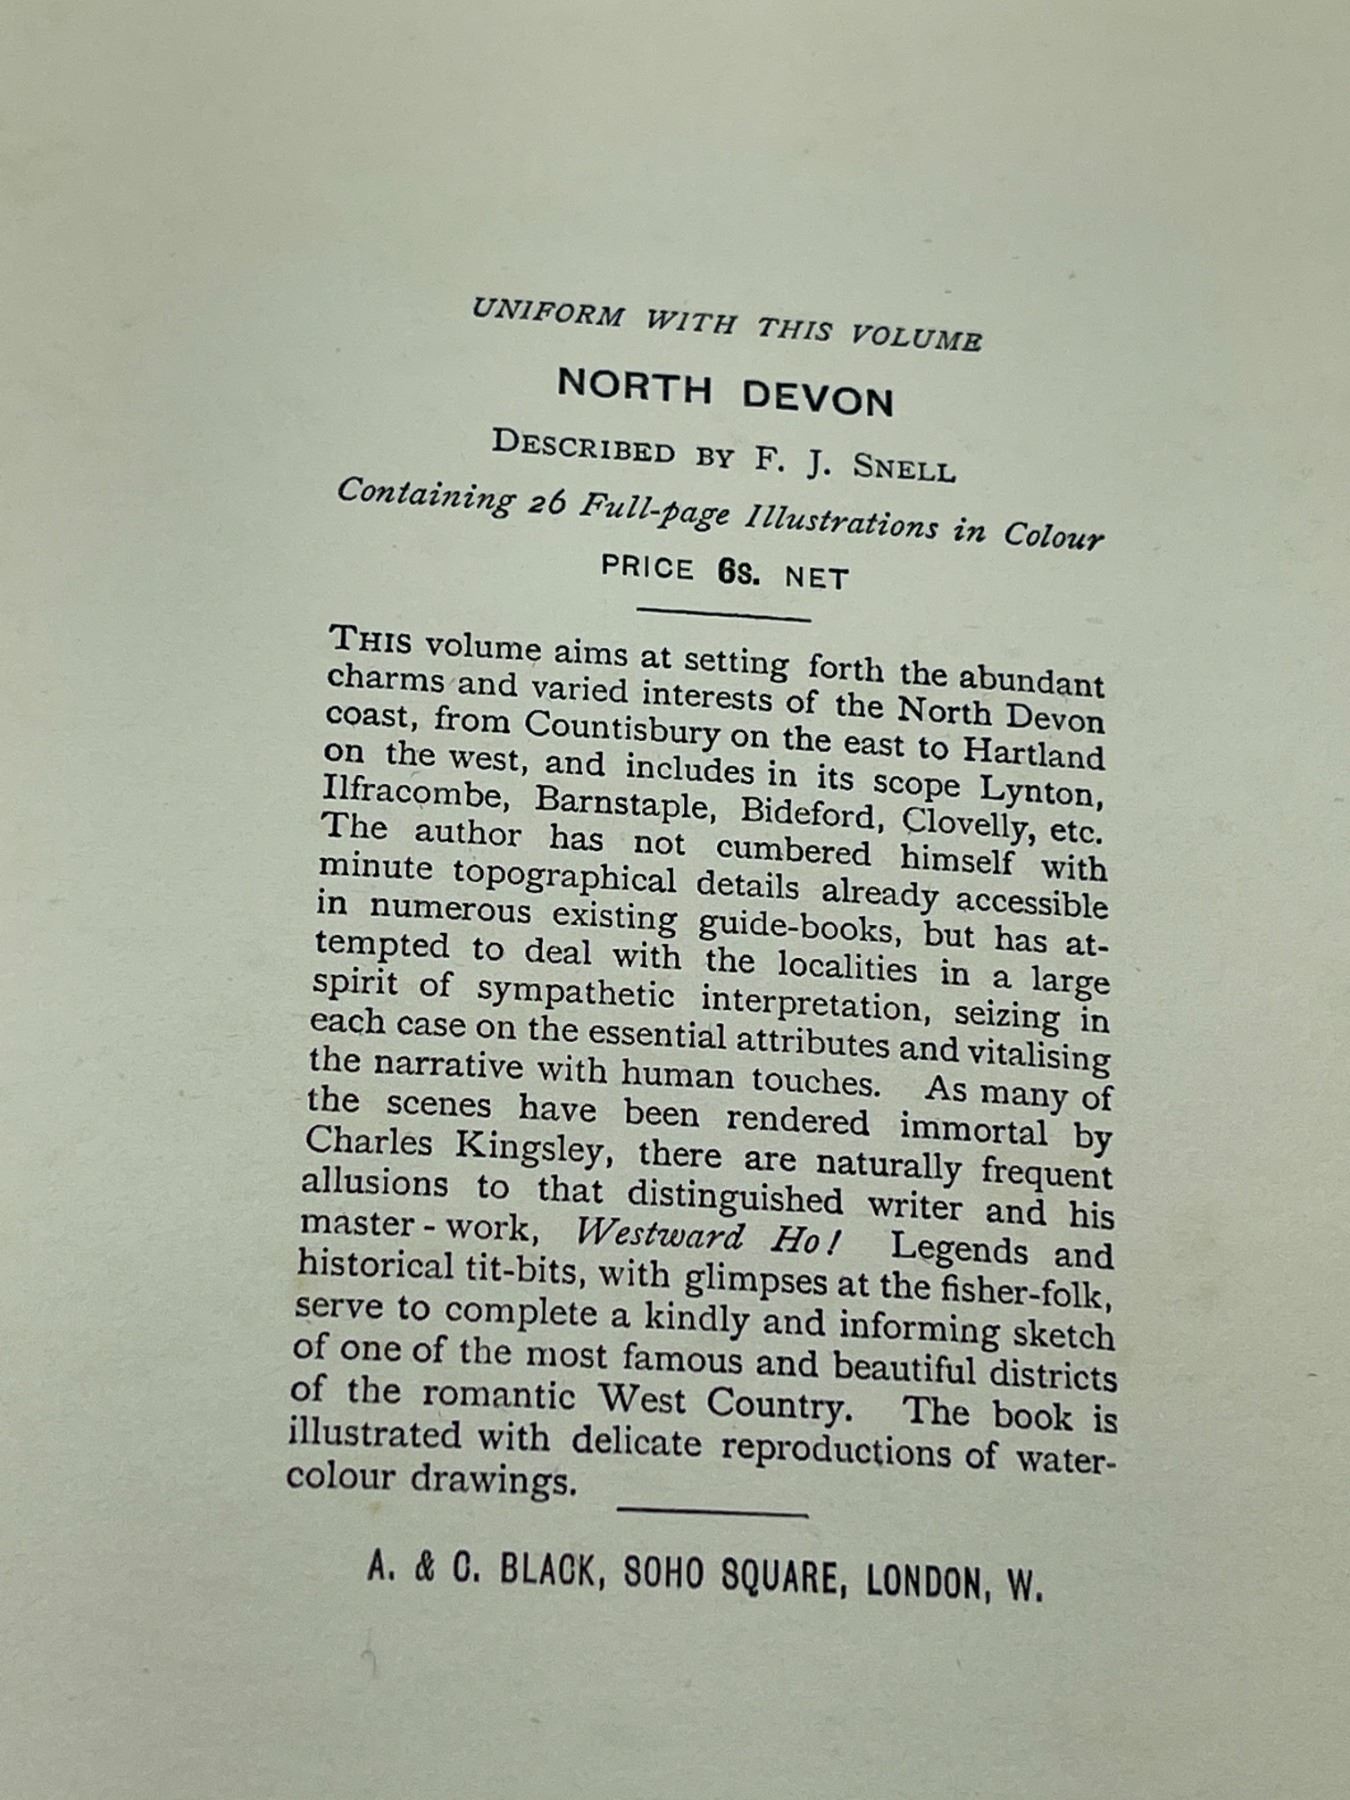 UNIFORM WITH THIS VOLUME
NORTH DEVON
DESCRIBED BY F. J. SNELL
Containing 26 Full-page Illustrations in Colour
PRICE 6s. NET
THIS volume aims at setting forth the abundant
charms and varied interests of the North Devon
coast, from Countisbury on the east to Hartland
on the west, and includes in its scope Lynton,
Ilfracombe, Barnstaple, Bideford, Clovelly, etc.
The author has not cumbered himself with
minute topographical details already accessible
in numerous existing guide-books, but has at-
tempted to deal with the localities in a large
spirit of sympathetic interpretation, seizing in
each case on the essential attributes and vitalising
the narrative with human touches. As many of
the scenes have been rendered immortal by
Charles Kingsley, there are naturally frequent
allusions to that distinguished writer and his
master-work, Westward Ho! Legends and
historical tit-bits, with glimpses at the fisher-folk,
serve to complete a kindly and informing sketch
of one of the most famous and beautiful districts
of the romantic West Country. The book is
illustrated with delicate reproductions of water-
colour drawings.
A. & C. BLACK, SOHO SQUARE, LONDON, W.